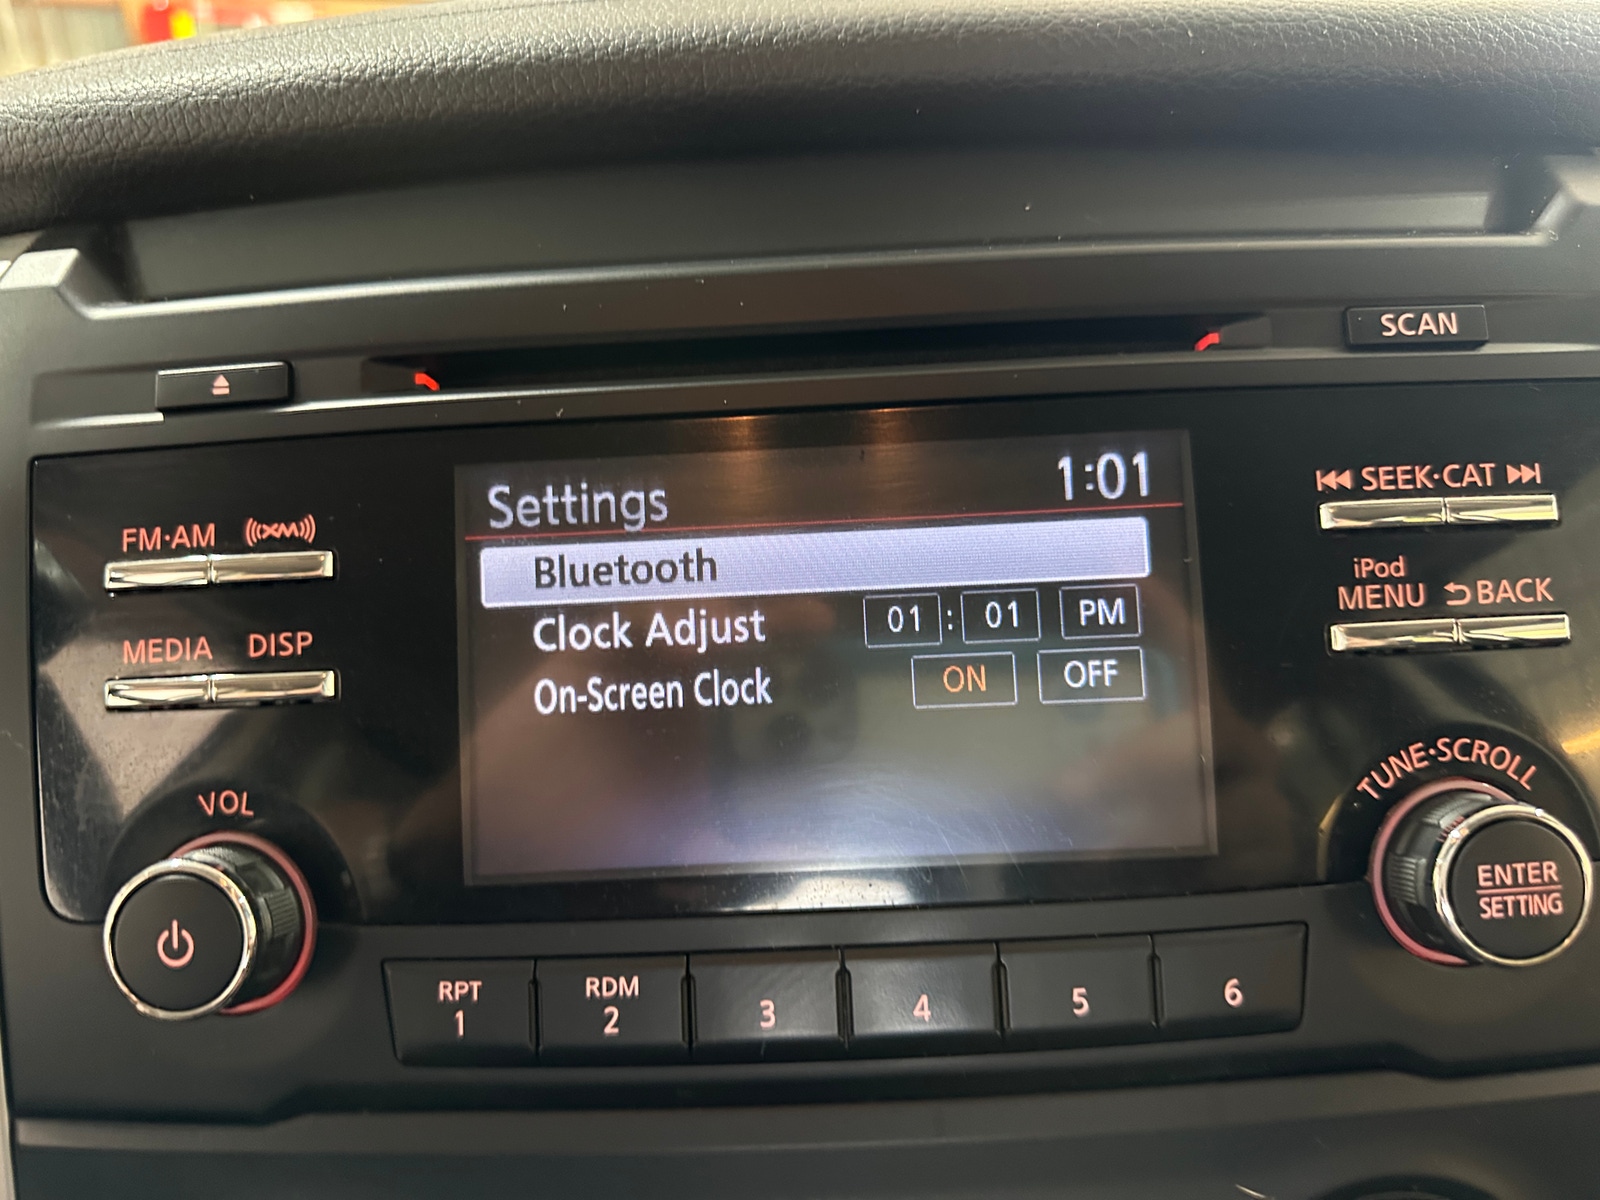 SCAN
Settings 1:01
Bluetooth
Clock Adjust 01 : 01 PM
On-Screen Clock ON OFF
FM·AM XM
MEDIA DISP
VOL
SEEK·CAT
iPod
MENU BACK
TUNE·SCROLL
ENTER
SETTING
RPT
1
RDM
2
3
4
5
6